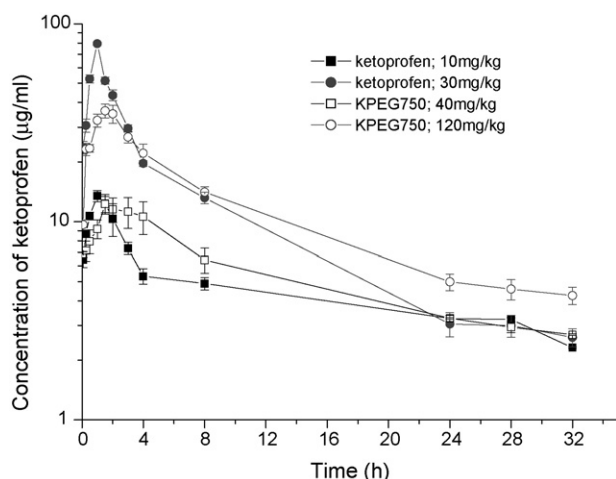 100
10
1
Concentration of ketoprofen (μg/ml)
ketoprofen; 10mg/kg
ketoprofen; 30mg/kg
KPEG750; 40mg/kg
KPEG750; 120mg/kg
0 4 8 12 16 20 24 28 32
Time (h)